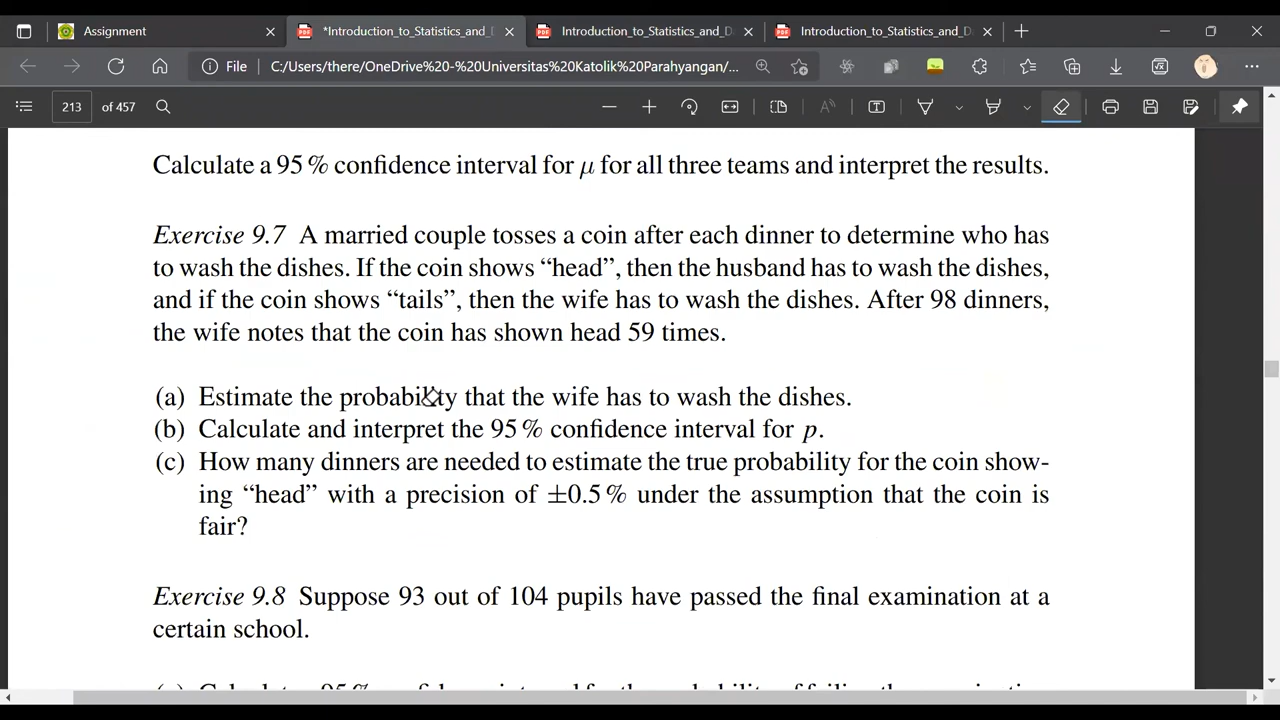 Assignment
*Introduction_to_Statistics_and_D
Introduction_to_Statistics_and_D
Introduction_to_Statistics_and_D
File
C:/Users/there/OneDrive%20-%20Universitas%20Katolik%20Parahyangan/...
213 of 457
Calculate a 95 % confidence interval for μ for all three teams and interpret the results.
Exercise 9.7 A married couple tosses a coin after each dinner to determine who has
to wash the dishes. If the coin shows “head”, then the husband has to wash the dishes,
and if the coin shows “tails”, then the wife has to wash the dishes. After 98 dinners,
the wife notes that the coin has shown head 59 times.
(a) Estimate the probability that the wife has to wash the dishes.
(b) Calculate and interpret the 95 % confidence interval for p.
(c) How many dinners are needed to estimate the true probability for the coin show-
ing “head” with a precision of ±0.5 % under the assumption that the coin is
fair?
Exercise 9.8 Suppose 93 out of 104 pupils have passed the final examination at a
certain school.